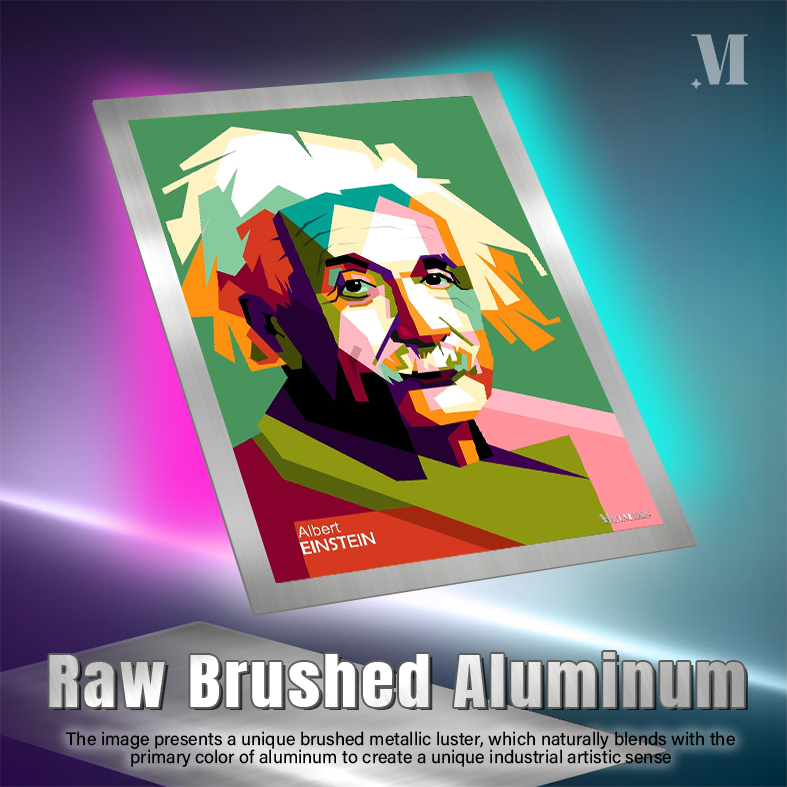 M
Albert
EINSTEIN
Raw Brushed Aluminum
The image presents a unique brushed metallic luster, which naturally blends with the
primary color of aluminum to create a unique industrial artistic sense